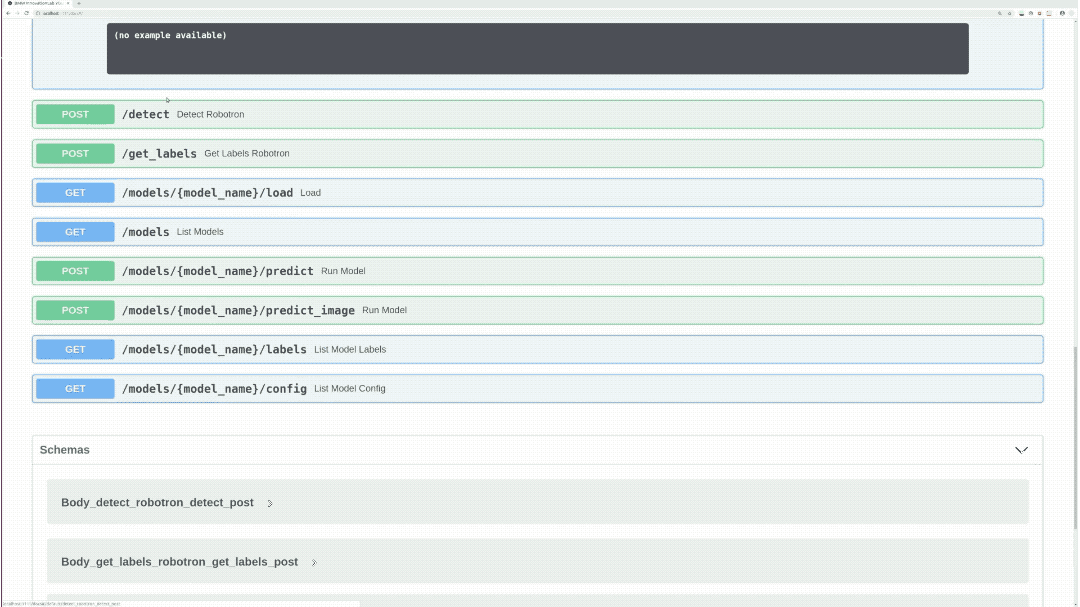 (no example available)
POST /detect Detect Robotron
POST /get_labels Get Labels Robotron
GET /models/{model_name}/load Load
GET /models List Models
POST /models/{model_name}/predict Run Model
POST /models/{model_name}/predict_image Run Model
GET /models/{model_name}/labels List Model Labels
GET /models/{model_name}/config List Model Config
Schemas
Body_detect_robotron_detect_post
Body_get_labels_robotron_get_labels_post